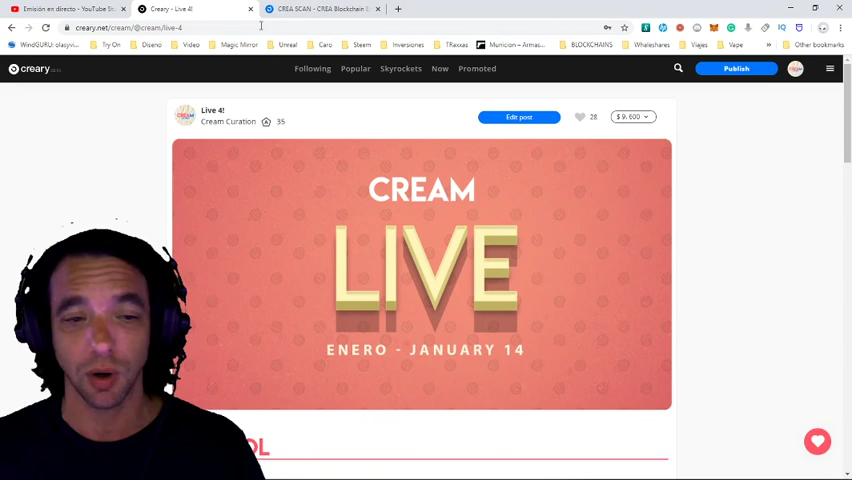 Emisión en directo - YouTube St
Creary - Live 4!
CREA SCAN - CREA Blockchain E
creary.net/cream/@cream/live-4
WindGURU: olasyvi
Try On
Diseño
Video
Magic Mirror
Unreal
Caro
Steem
Inversiones
TRaxxas
Municion – Armas...
BLOCKCHAINS
Whaleshares
Viajes
Vape
Other bookmarks
creary
Following
Popular
Skyrockets
Now
Promoted
Publish
Live 4!
Cream Curation 35
Edit post
28
$ 9, 600
CREAM
LIVE
ENERO - JANUARY 14
OL